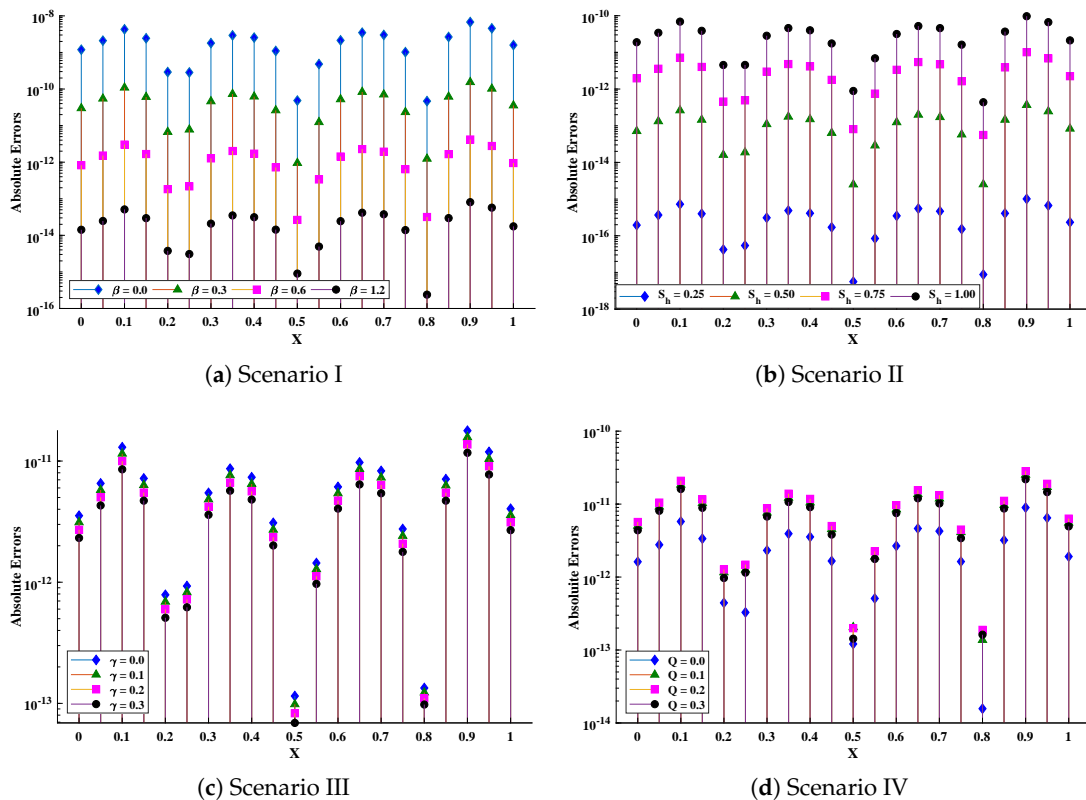 10^-8
10^-10
10^-12
10^-14
10^-16
Absolute Errors
β = 0.0 β = 0.3 β = 0.6 β = 1.2
0 0.1 0.2 0.3 0.4 0.5 0.6 0.7 0.8 0.9 1
X
(a) Scenario I
10^-10
10^-12
10^-14
10^-16
10^-18
Absolute Errors
S_h = 0.25 S_h = 0.50 S_h = 0.75 S_h = 1.00
0 0.1 0.2 0.3 0.4 0.5 0.6 0.7 0.8 0.9 1
X
(b) Scenario II
10^-11
10^-12
10^-13
Absolute Errors
γ = 0.0
γ = 0.1
γ = 0.2
γ = 0.3
0 0.1 0.2 0.3 0.4 0.5 0.6 0.7 0.8 0.9 1
X
(c) Scenario III
10^-10
10^-11
10^-12
10^-13
10^-14
Absoluite Errors
Q = 0.0
Q = 0.1
Q = 0.2
Q = 0.3
0 0.1 0.2 0.3 0.4 0.5 0.6 0.7 0.8 0.9 1
X
(d) Scenario IV